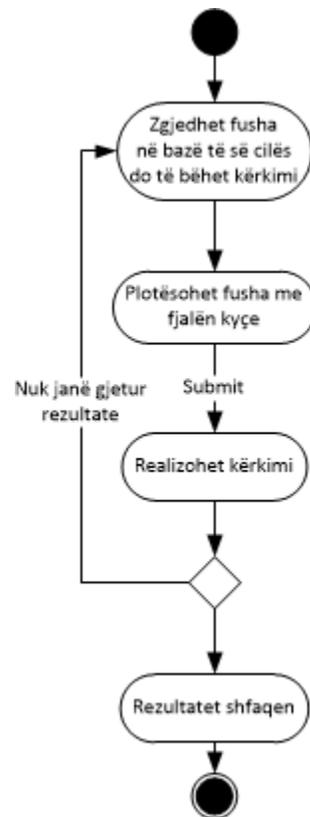 Zgjedhet fusha
në bazë të së cilës
do të bëhet kërkimi
Plotësohet fusha me
fjalën kyçe
Nuk janë gjetur
rezultate
Submit
Realizohet kërkimi
Rezultatet shfaqen